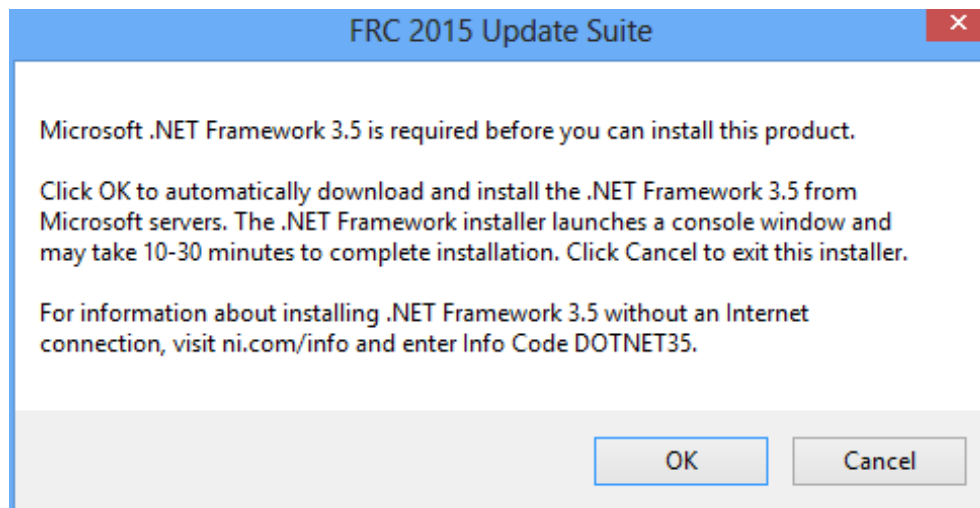 FRC 2015 Update Suite
Microsoft .NET Framework 3.5 is required before you can install this product.
Click OK to automatically download and install the .NET Framework 3.5 from
Microsoft servers. The .NET Framework installer launches a console window and
may take 10-30 minutes to complete installation. Click Cancel to exit this installer.
For information about installing .NET Framework 3.5 without an Internet
connection, visit ni.com/info and enter Info Code DOTNET35.
OK
Cancel